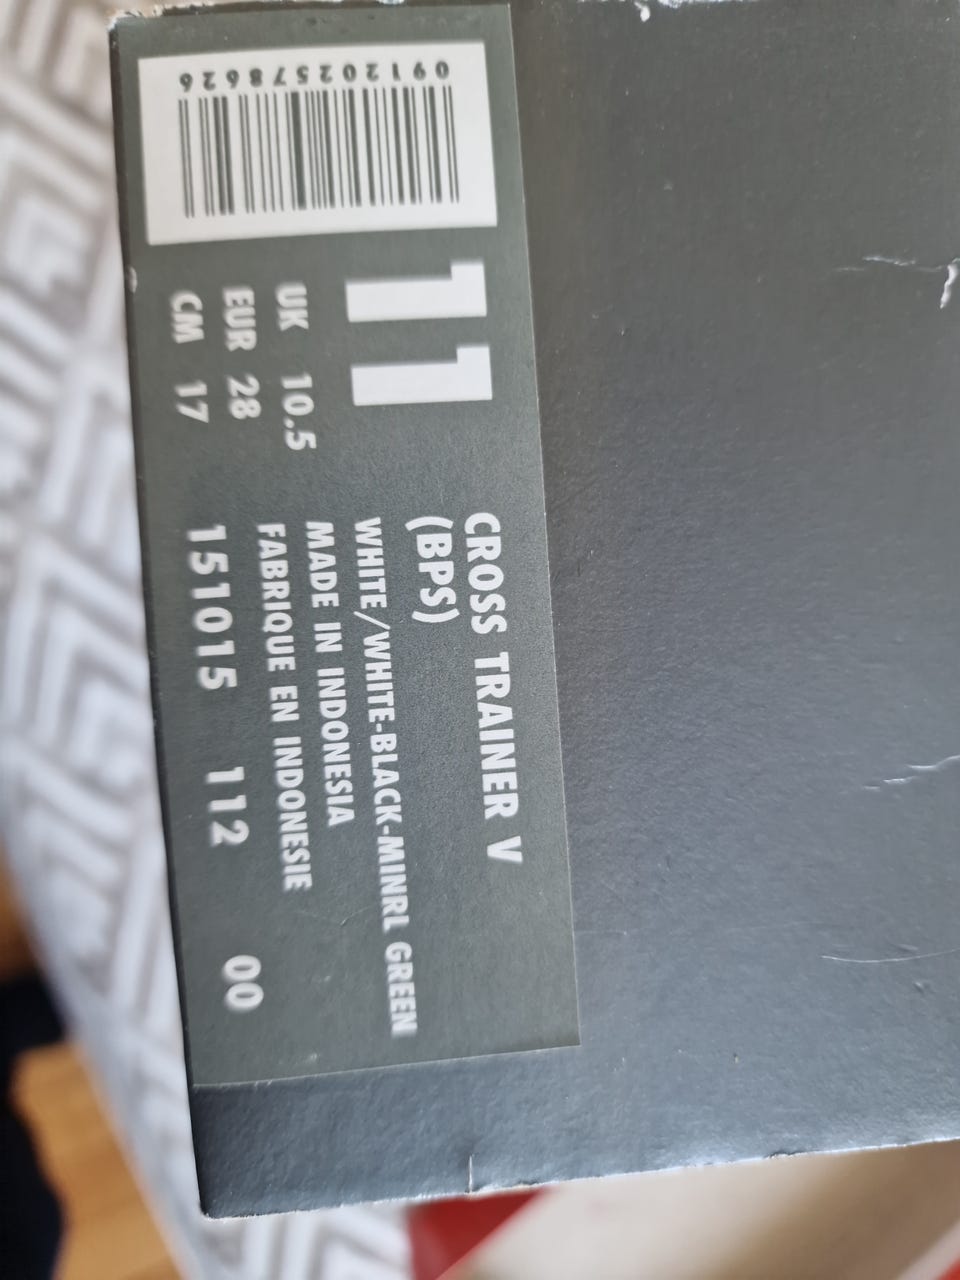 091202578626
11
UK 10.5
EUR 28
CM 17
CROSS TRAINER V
(BPS)
WHITE/WHITE-BLACK-MINRL GREEN
MADE IN INDONESIA
FABRIQUE EN INDONESIE
151015 112 00